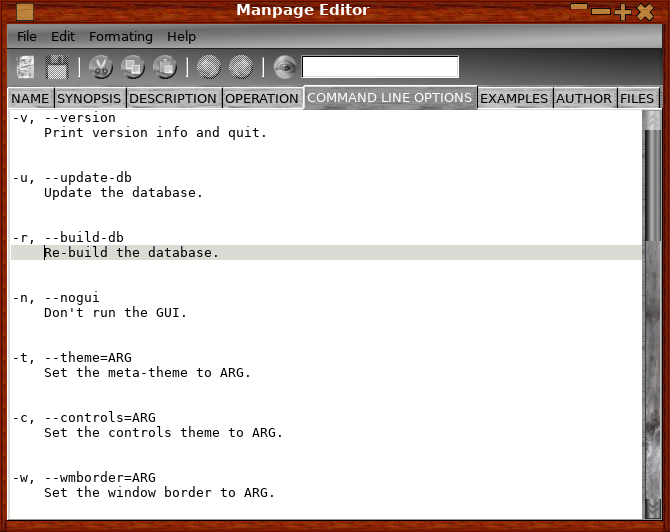 Manpage Editor
File Edit Formating Help
NAME SYNOPSIS DESCRIPTION OPERATION COMMAND LINE OPTIONS EXAMPLES AUTHOR FILES
-v, --version
Print version info and quit.
-u, --update-db
Update the database.
-r, --build-db
Re-build the database.
-n, --nogui
Don't run the GUI.
-t, --theme=ARG
Set the meta-theme to ARG.
-c, --controls=ARG
Set the controls theme to ARG.
-w, --wmborder=ARG
Set the window border to ARG.